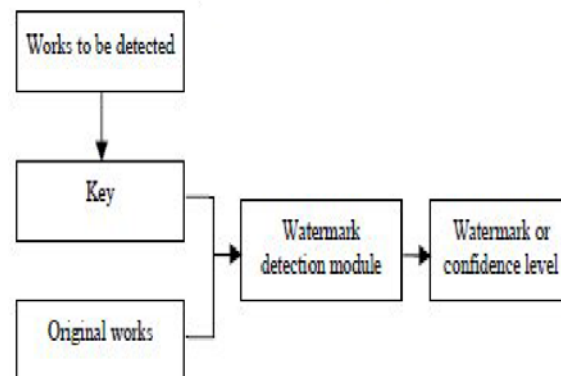 Works to be detected
Key
Original works
Watermark
detection module
Watermark or
confidence level